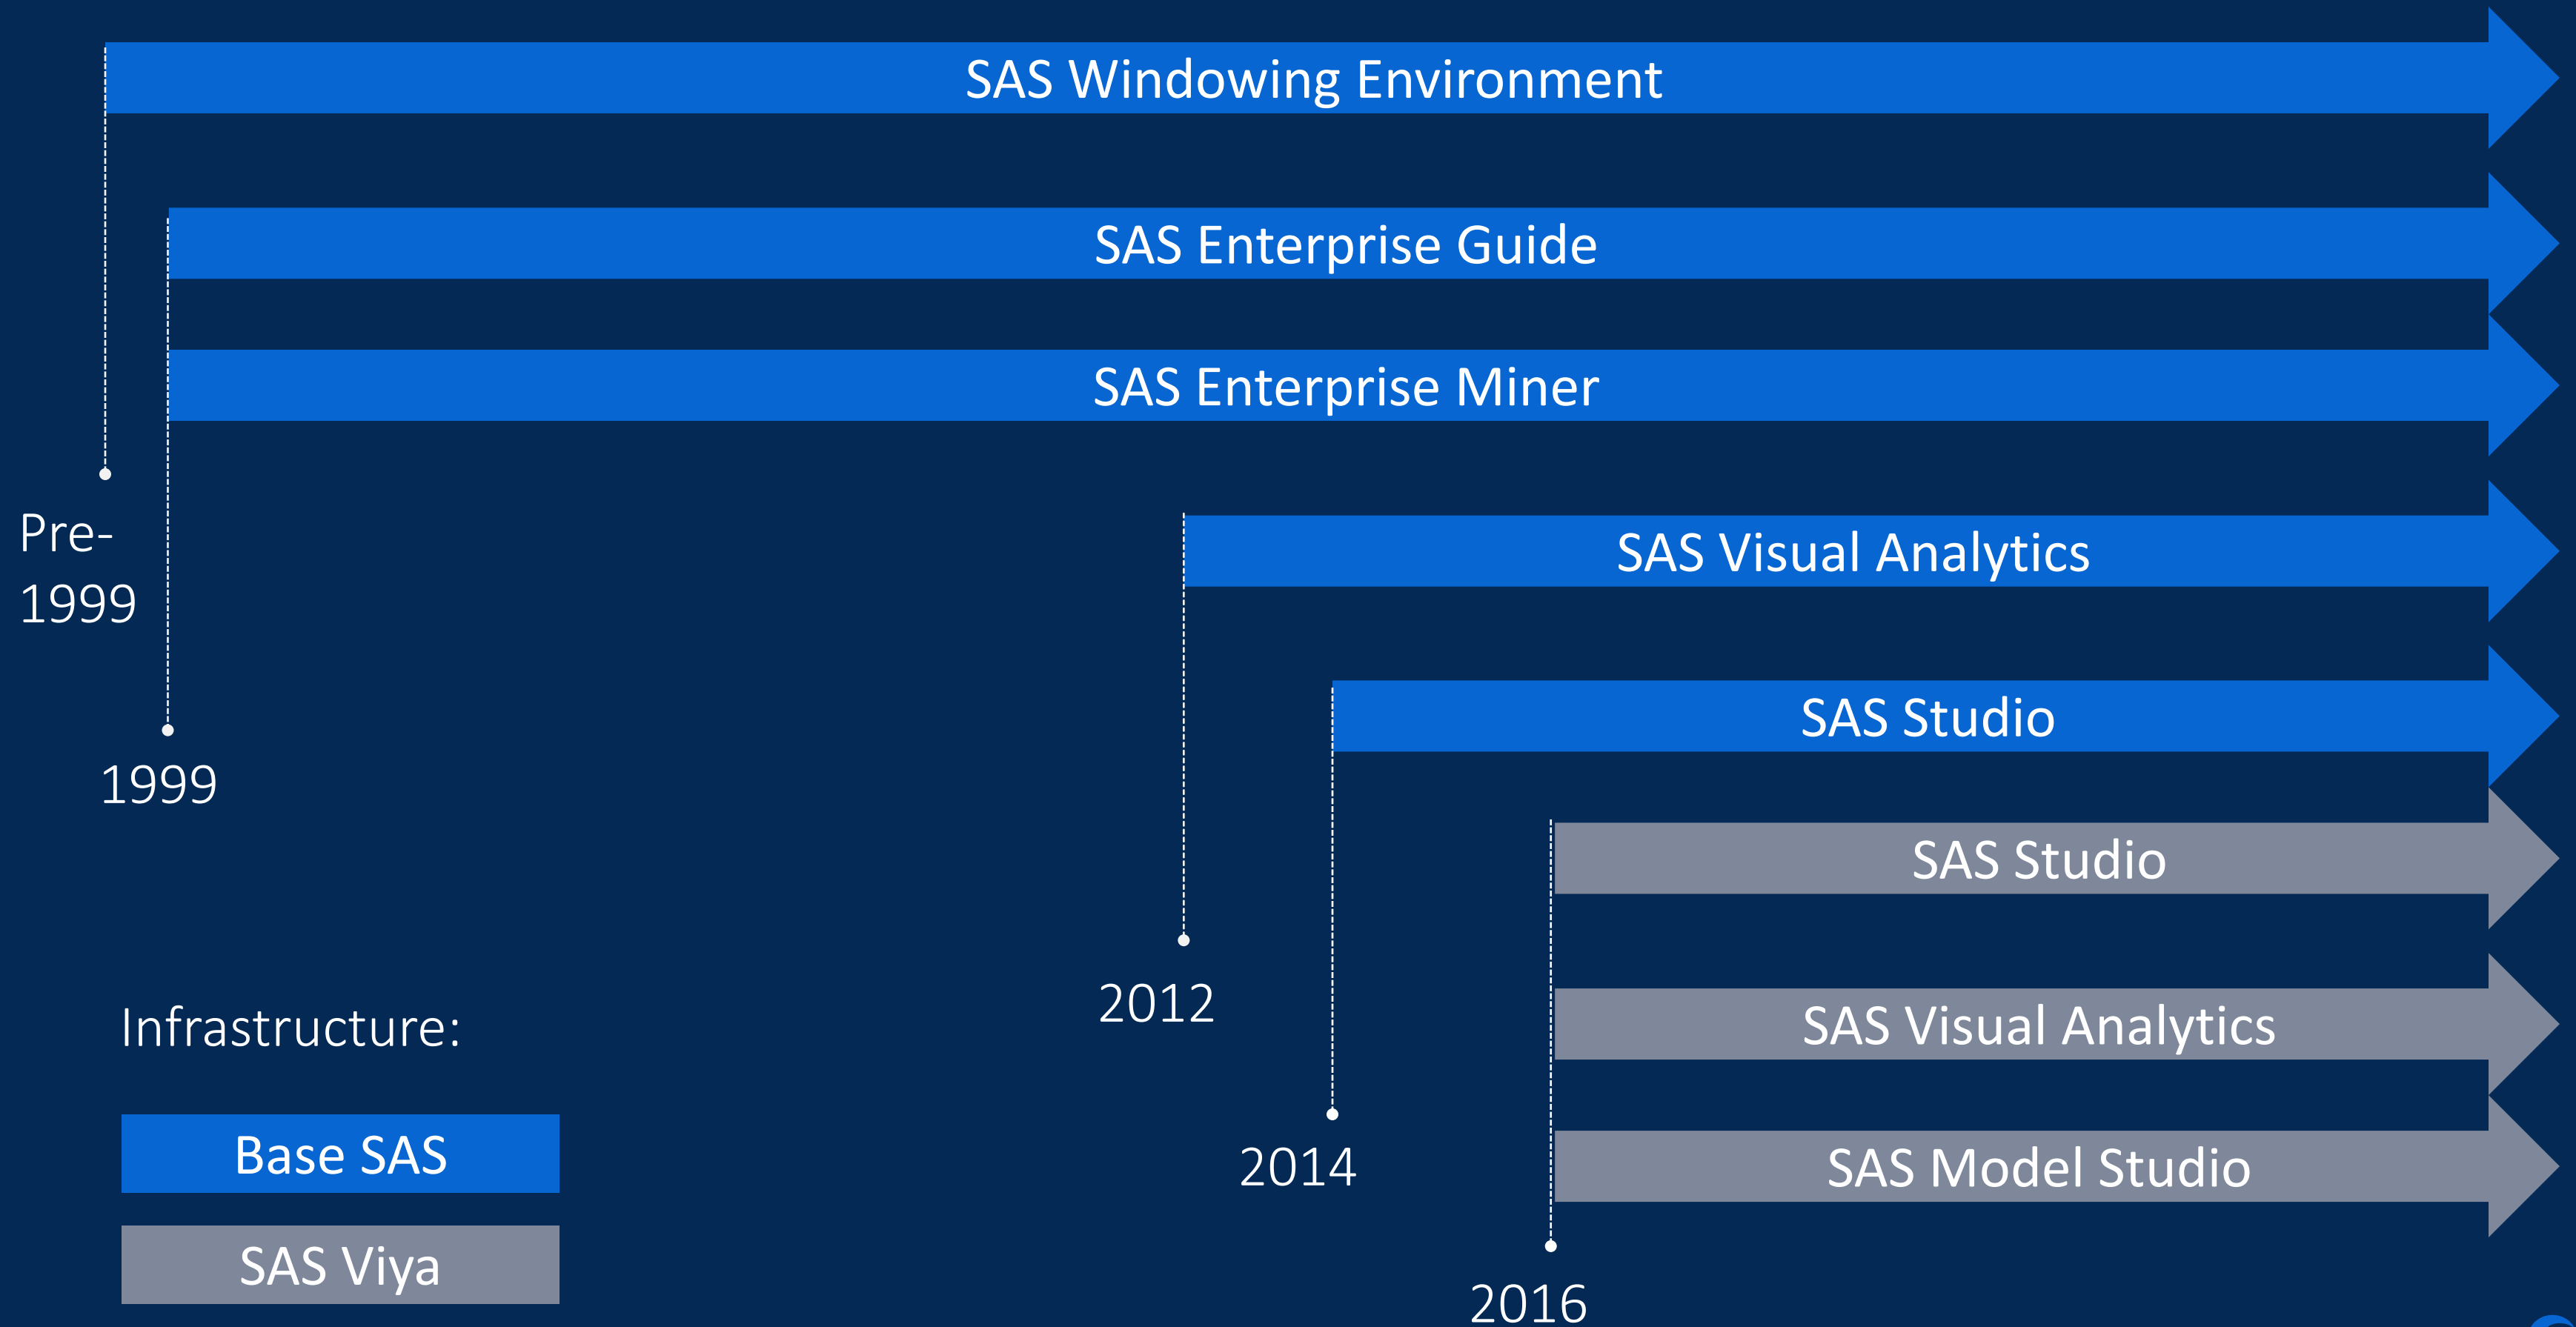 SAS Windowing Environment
SAS Enterprise Guide
SAS Enterprise Miner
Pre-
1999
SAS Visual Analytics
SAS Studio
1999
SAS Studio
2012
SAS Visual Analytics
Infrastructure:
Base SAS
2014
SAS Model Studio
SAS Viya
2016